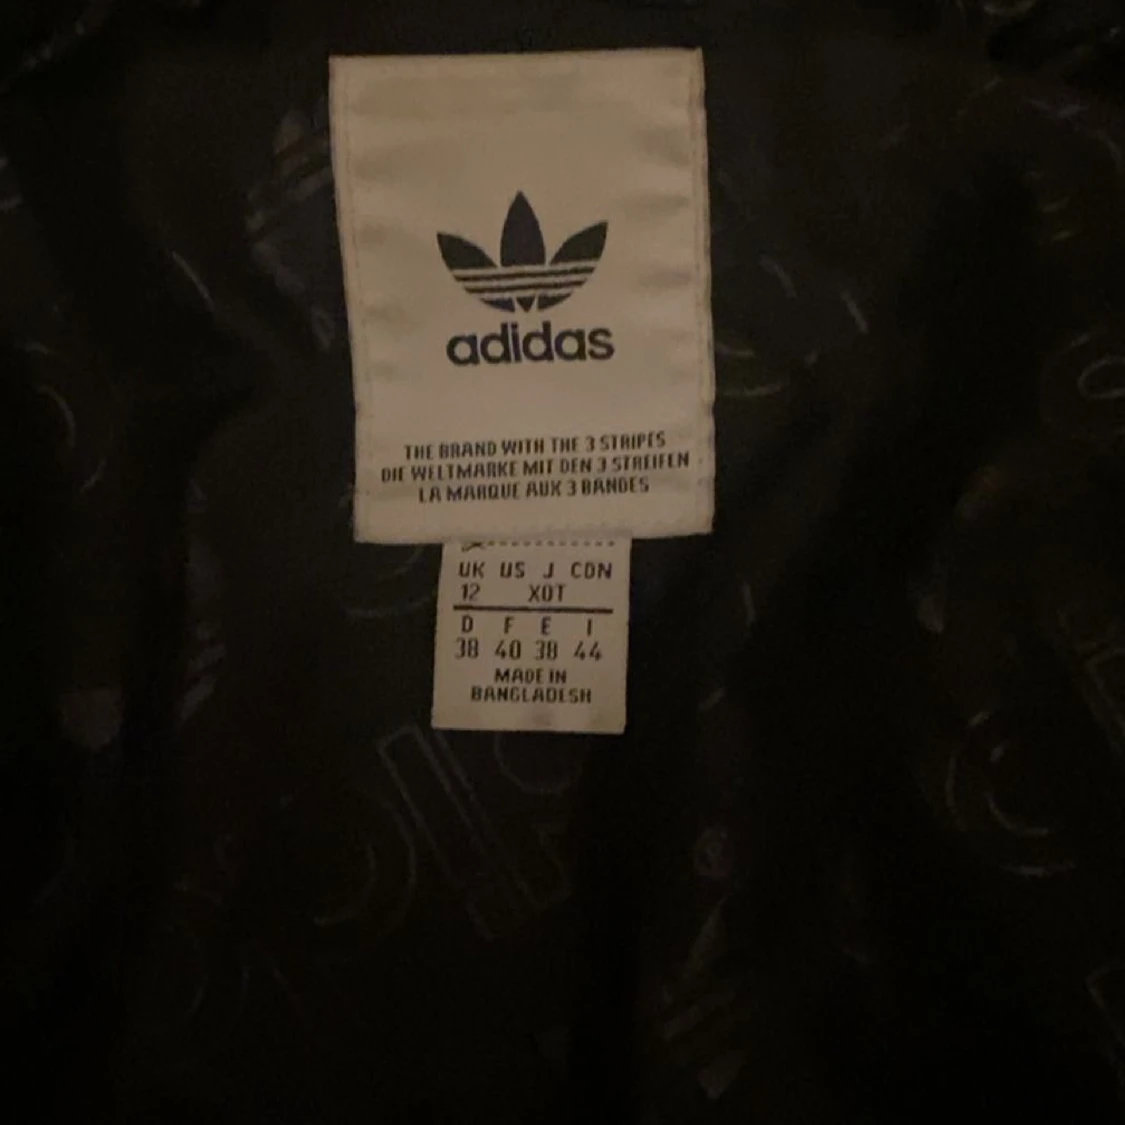 adidas
THE BRAND WITH THE 3 STRIPES
DIE WELTMARKE MIT DEN 3 STREIFEN
LA MARQUE AUX 3 BANDES
UK US J CDN
12 XOT
D F E I
38 40 38 44
MADE IN
BANGLADESH